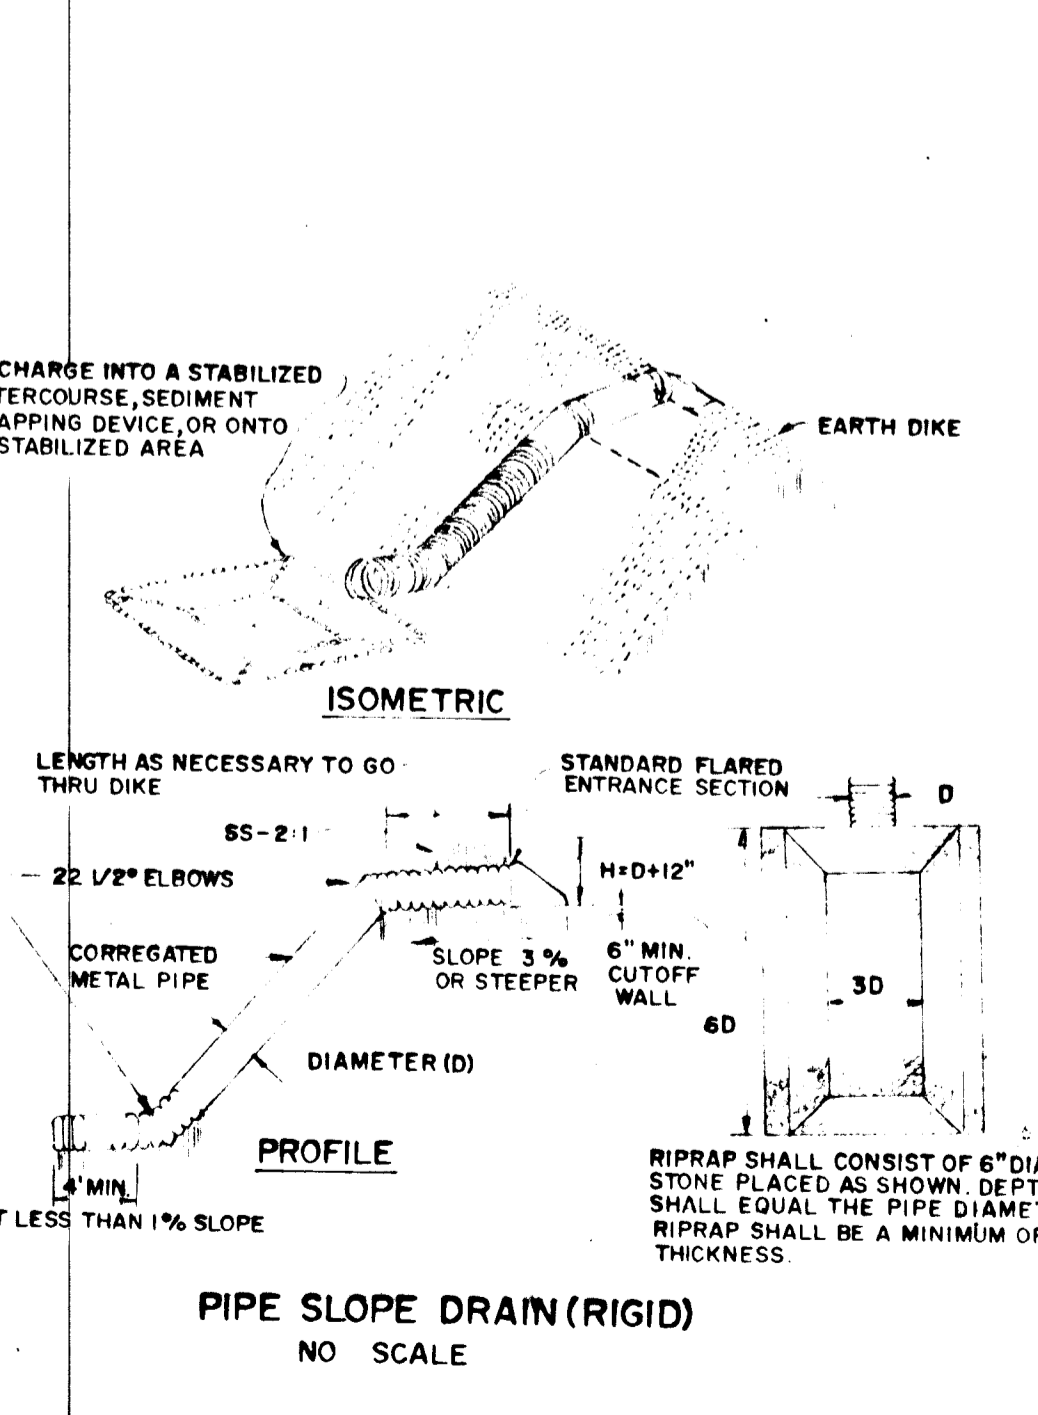 CHARGE INTO A STABILIZED
TERCOURSE, SEDIMENT
APPING DEVICE, OR ONTO
STABILIZED AREA
EARTH DIKE
ISOMETRIC
LENGTH AS NECESSARY TO GO
THRU DIKE
STANDARD FLARED
ENTRANCE SECTION
D
SS-2:1
22 1/2° ELBOWS
H=D+12"
CORREGATED
METAL PIPE
SLOPE 3%
OR STEEPER
6" MIN.
CUTOFF
WALL
3D
6D
DIAMETER (D)
PROFILE
4' MIN.
T LESS THAN 1% SLOPE
RIPRAP SHALL CONSIST OF 6" DIA
STONE PLACED AS SHOWN. DEPT
SHALL EQUAL THE PIPE DIAMET
RIPRAP SHALL BE A MINIMUM OF
THICKNESS.
PIPE SLOPE DRAIN (RIGID)
NO SCALE